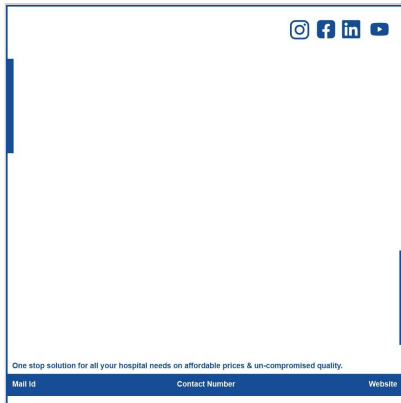 One stop solution for all your hospital needs on affordable prices & un-compromised quality.
Mail Id Contact Number Website